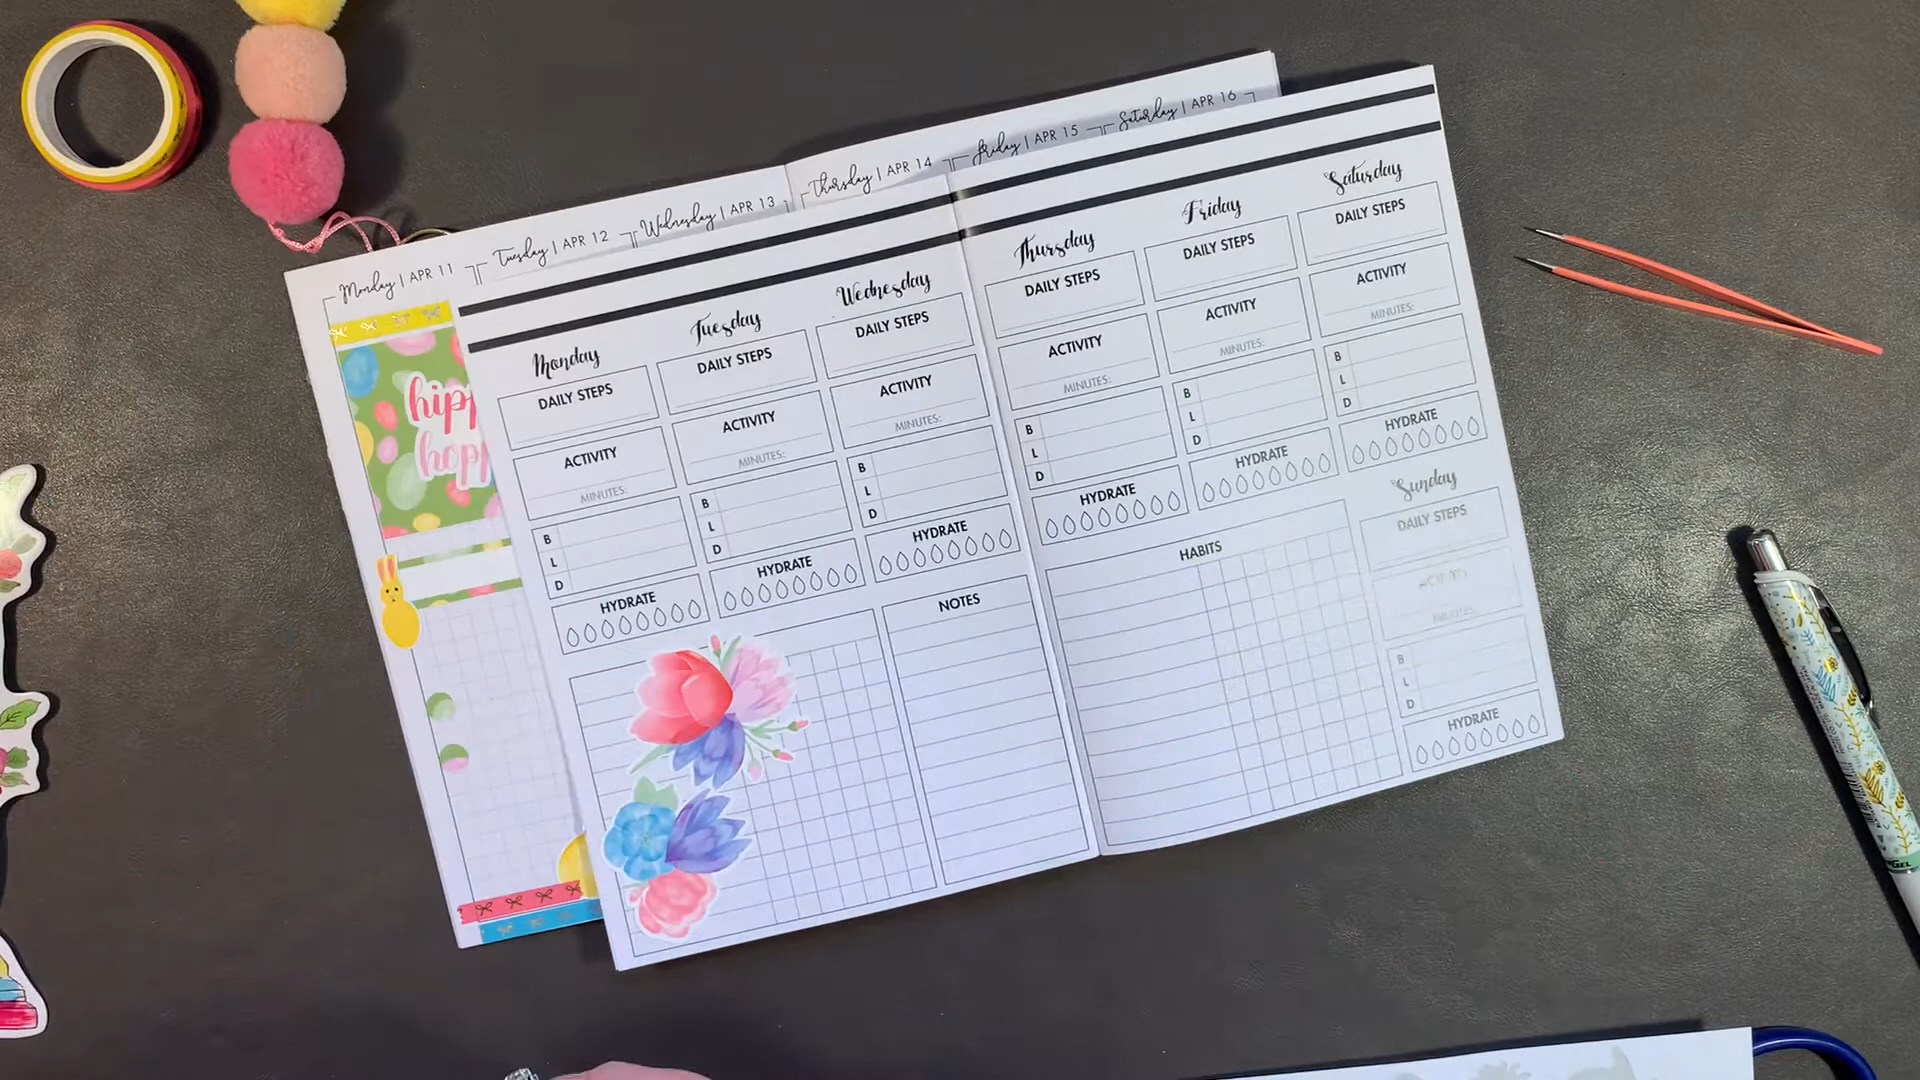 Monday | APR 11
Tuesday | APR 12
Wednesday | APR 13
Thursday | APR 14
Friday | APR 15
Saturday | APR 16
Monday
DAILY STEPS
ACTIVITY
MINUTES:
B
L
D
HYDRATE
Tuesday
DAILY STEPS
ACTIVITY
MINUTES:
B
L
D
HYDRATE
Wednesday
DAILY STEPS
ACTIVITY
MINUTES:
B
L
D
HYDRATE
NOTES
Thursday
DAILY STEPS
ACTIVITY
MINUTES:
B
L
D
HYDRATE
Friday
DAILY STEPS
ACTIVITY
MINUTES:
B
L
D
HYDRATE
Saturday
DAILY STEPS
ACTIVITY
MINUTES:
B
L
D
HYDRATE
HABITS
Sunday
DAILY STEPS
ACTIVITY
MINUTES:
B
L
D
HYDRATE